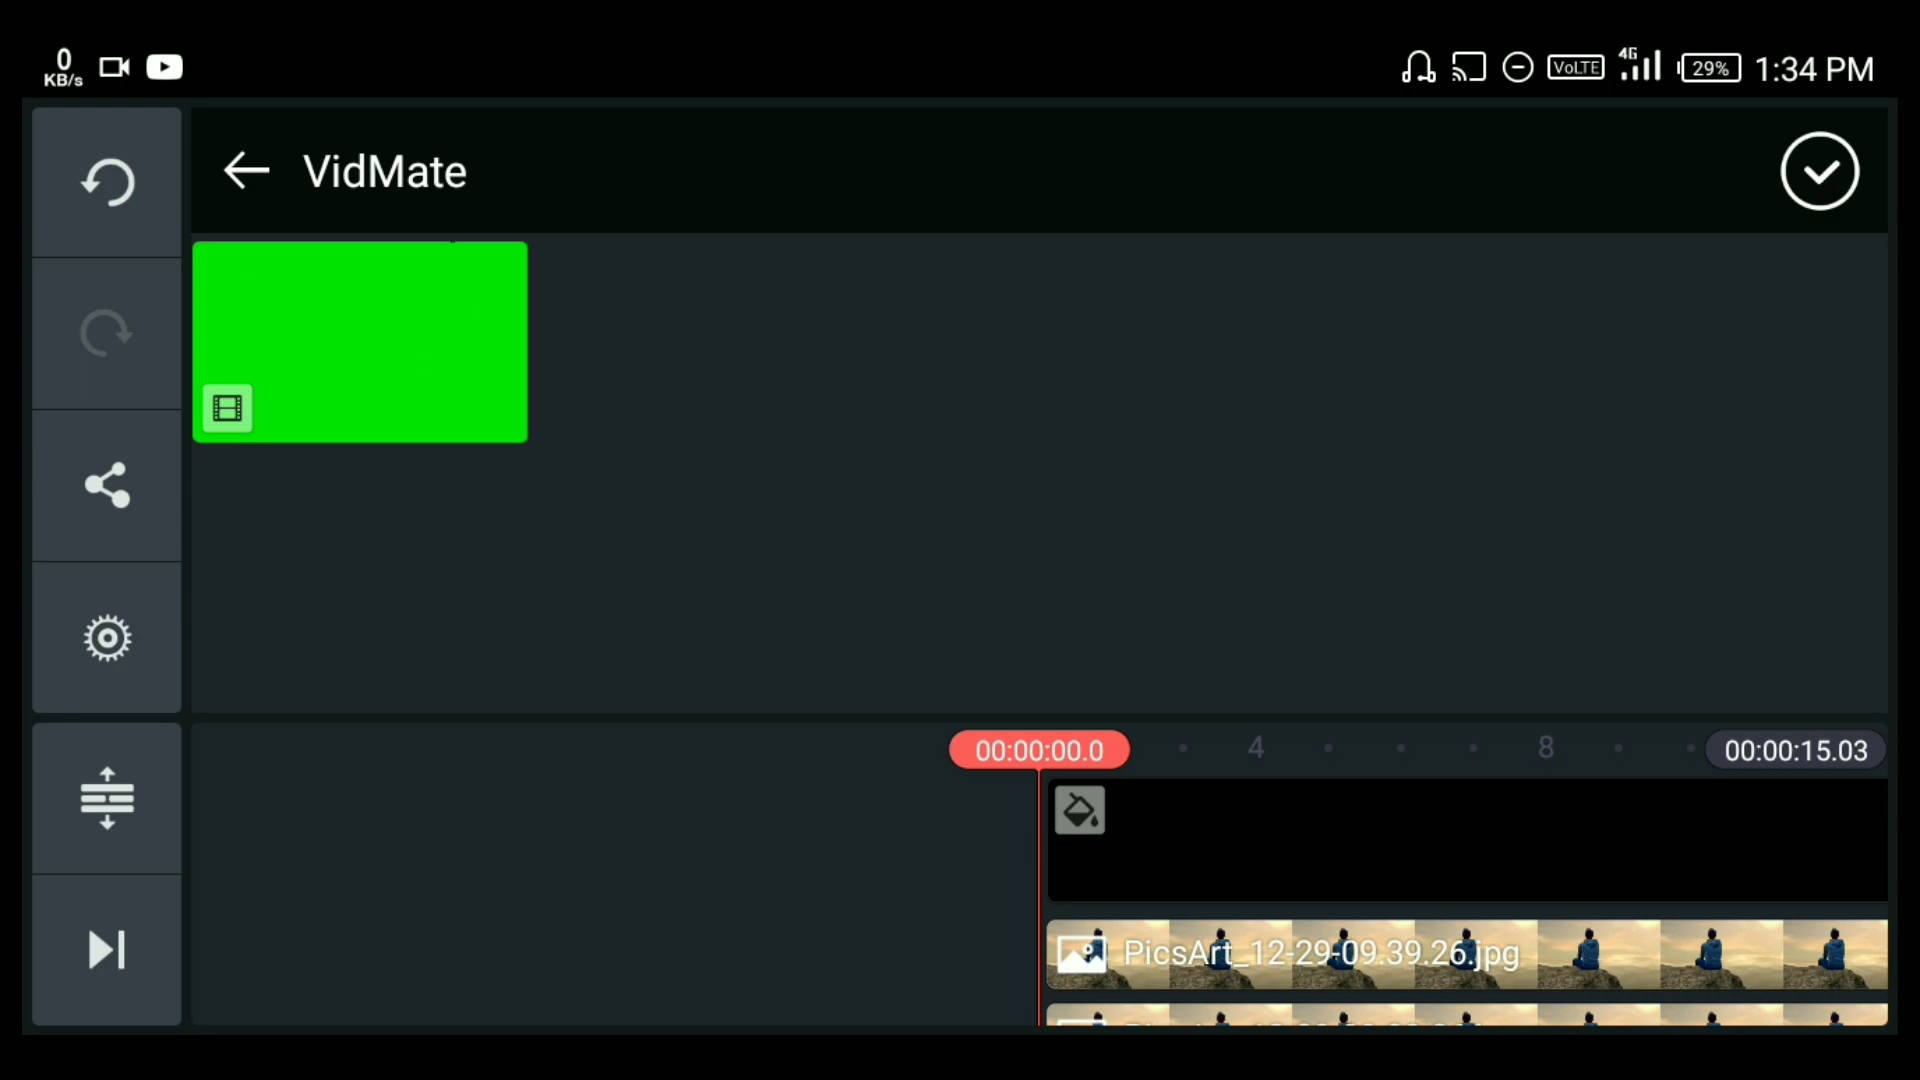 0
KB/s
VoLTE
4G
29%
1:34 PM
VidMate
00:00:00.0
4
8
00:00:15.03
PicsArt_12-29-09.39.26.jpg